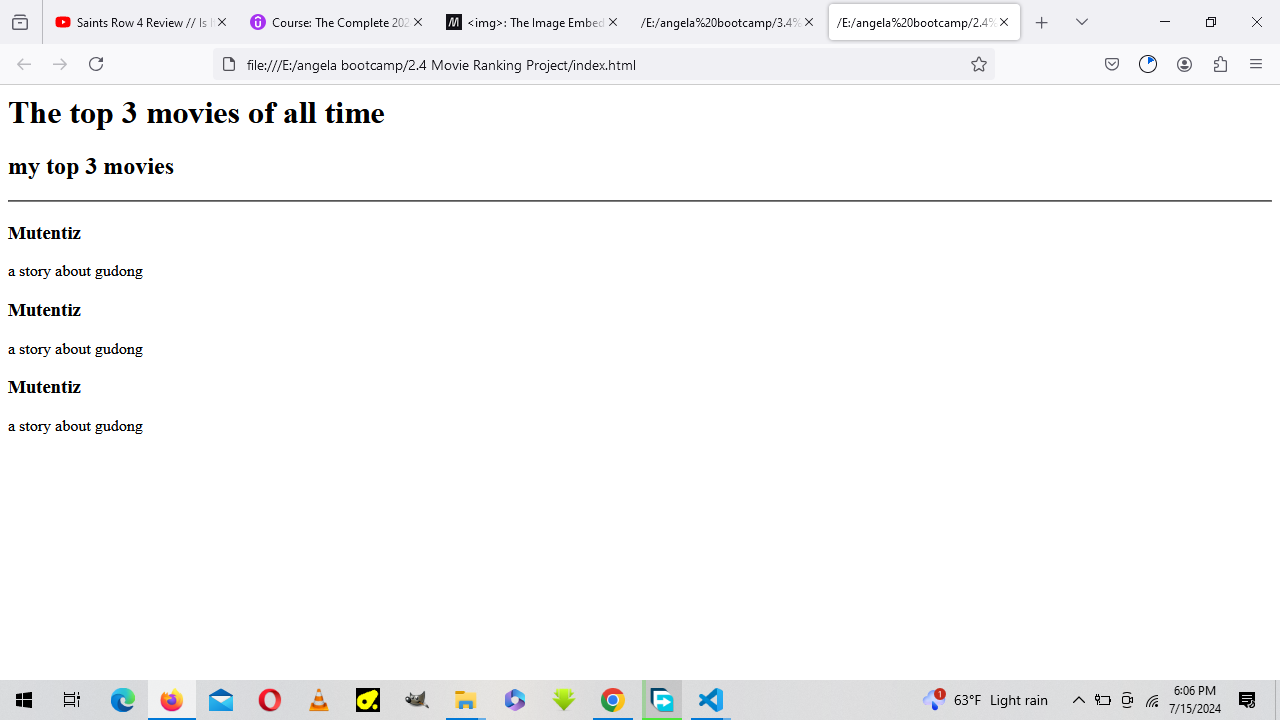 Saints Row 4 Review // Is
Course: The Complete 202
<img>: The Image Embed
/E:/angela%20bootcamp/3.4%
/E:/angela%20bootcamp/2.4%
file:///E:/angela bootcamp/2.4 Movie Ranking Project/index.html
The top 3 movies of all time
my top 3 movies
Mutentiz
a story about gudong
Mutentiz
a story about gudong
Mutentiz
a story about gudong
1
63°F Light rain
6:06 PM
7/15/2024